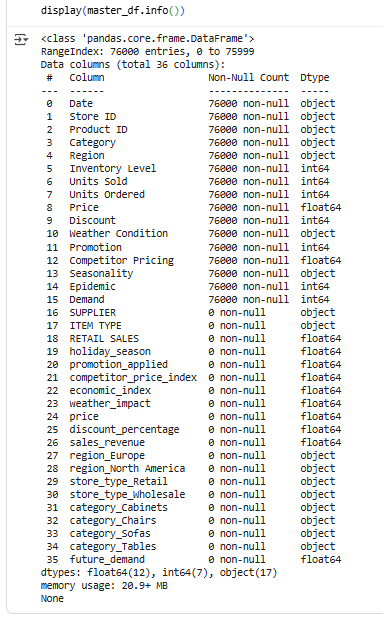 display(master_df.info())
<class 'pandas.core.frame.DataFrame'>
RangeIndex: 76000 entries, 0 to 75999
Data columns (total 36 columns):
 #   Column                  Non-Null Count  Dtype
---  ------                  --------------  -----
 0   Date                    76000 non-null  object
 1   Store ID                76000 non-null  object
 2   Product ID              76000 non-null  object
 3   Category                76000 non-null  object
 4   Region                  76000 non-null  object
 5   Inventory Level         76000 non-null  int64
 6   Units Sold              76000 non-null  int64
 7   Units Ordered           76000 non-null  int64
 8   Price                   76000 non-null  float64
 9   Discount                76000 non-null  int64
 10  Weather Condition       76000 non-null  object
 11  Promotion               76000 non-null  int64
 12  Competitor Pricing      76000 non-null  float64
 13  Seasonality             76000 non-null  object
 14  Epidemic                76000 non-null  int64
 15  Demand                  76000 non-null  int64
 16  SUPPLIER                0 non-null      object
 17  ITEM TYPE               0 non-null      object
 18  RETAIL SALES            0 non-null      float64
 19  holiday_season          0 non-null      float64
 20  promotion_applied       0 non-null      float64
 21  competitor_price_index  0 non-null      float64
 22  economic_index          0 non-null      float64
 23  weather_impact          0 non-null      float64
 24  price                   0 non-null      float64
 25  discount_percentage     0 non-null      float64
 26  sales_revenue           0 non-null      float64
 27  region_Europe           0 non-null      object
 28  region_North America    0 non-null      object
 29  store_type_Retail       0 non-null      object
 30  store_type_Wholesale    0 non-null      object
 31  category_Cabinets       0 non-null      object
 32  category_Chairs         0 non-null      object
 33  category_Sofas          0 non-null      object
 34  category_Tables         0 non-null      object
 35  future_demand           0 non-null      float64
dtypes: float64(12), int64(7), object(17)
memory usage: 20.9+ MB
None